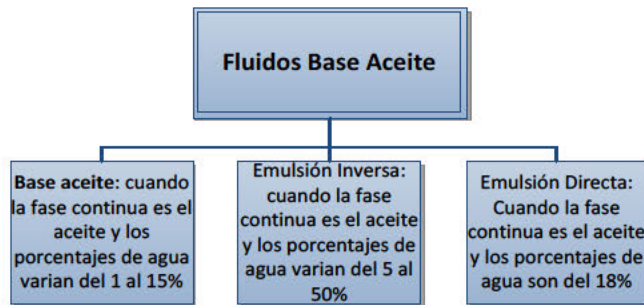 Fluidos Base Aceite
Base aceite: cuando
la fase continua es el
aceite y los
porcentajes de agua
varian del 1 al 15%
Emulsión Inversa:
cuando la fase
continua es el aceite
y los porcentajes de
agua varian del 5 al
50%
Emulsión Directa:
Cuando la fase
continua es el aceite
y los porcentajes de
agua son del 18%